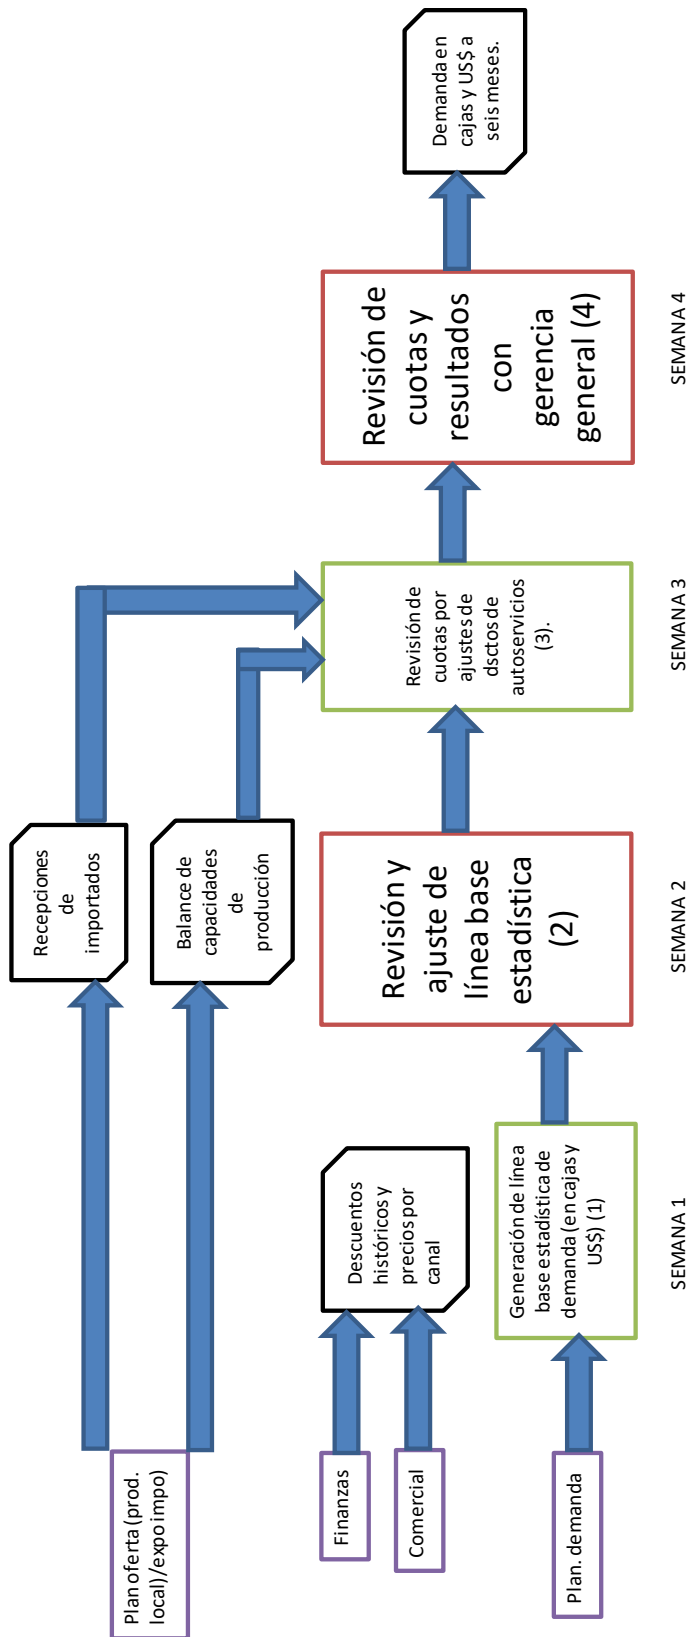 Plan oferta (prod.
local)/expo impo)
Finanzas
Comercial
Plan. demanda
Recepciones
de
importados
Balance de
capacidades
de
producción
Descuentos
históricos y
precios por
canal
Generación de línea
base estadística de
demanda (en cajas y
US$) (1)
Revisión y
ajuste de
línea base
estadística
(2)
Revisión de
cuotas por
ajustes de
dsctos de
autoservicios
(3).
Revisión de
cuotas y
resultados
con
gerencia
general (4)
Demanda en
cajas y US$ a
seis meses.
SEMANA 1
SEMANA 2
SEMANA 3
SEMANA 4